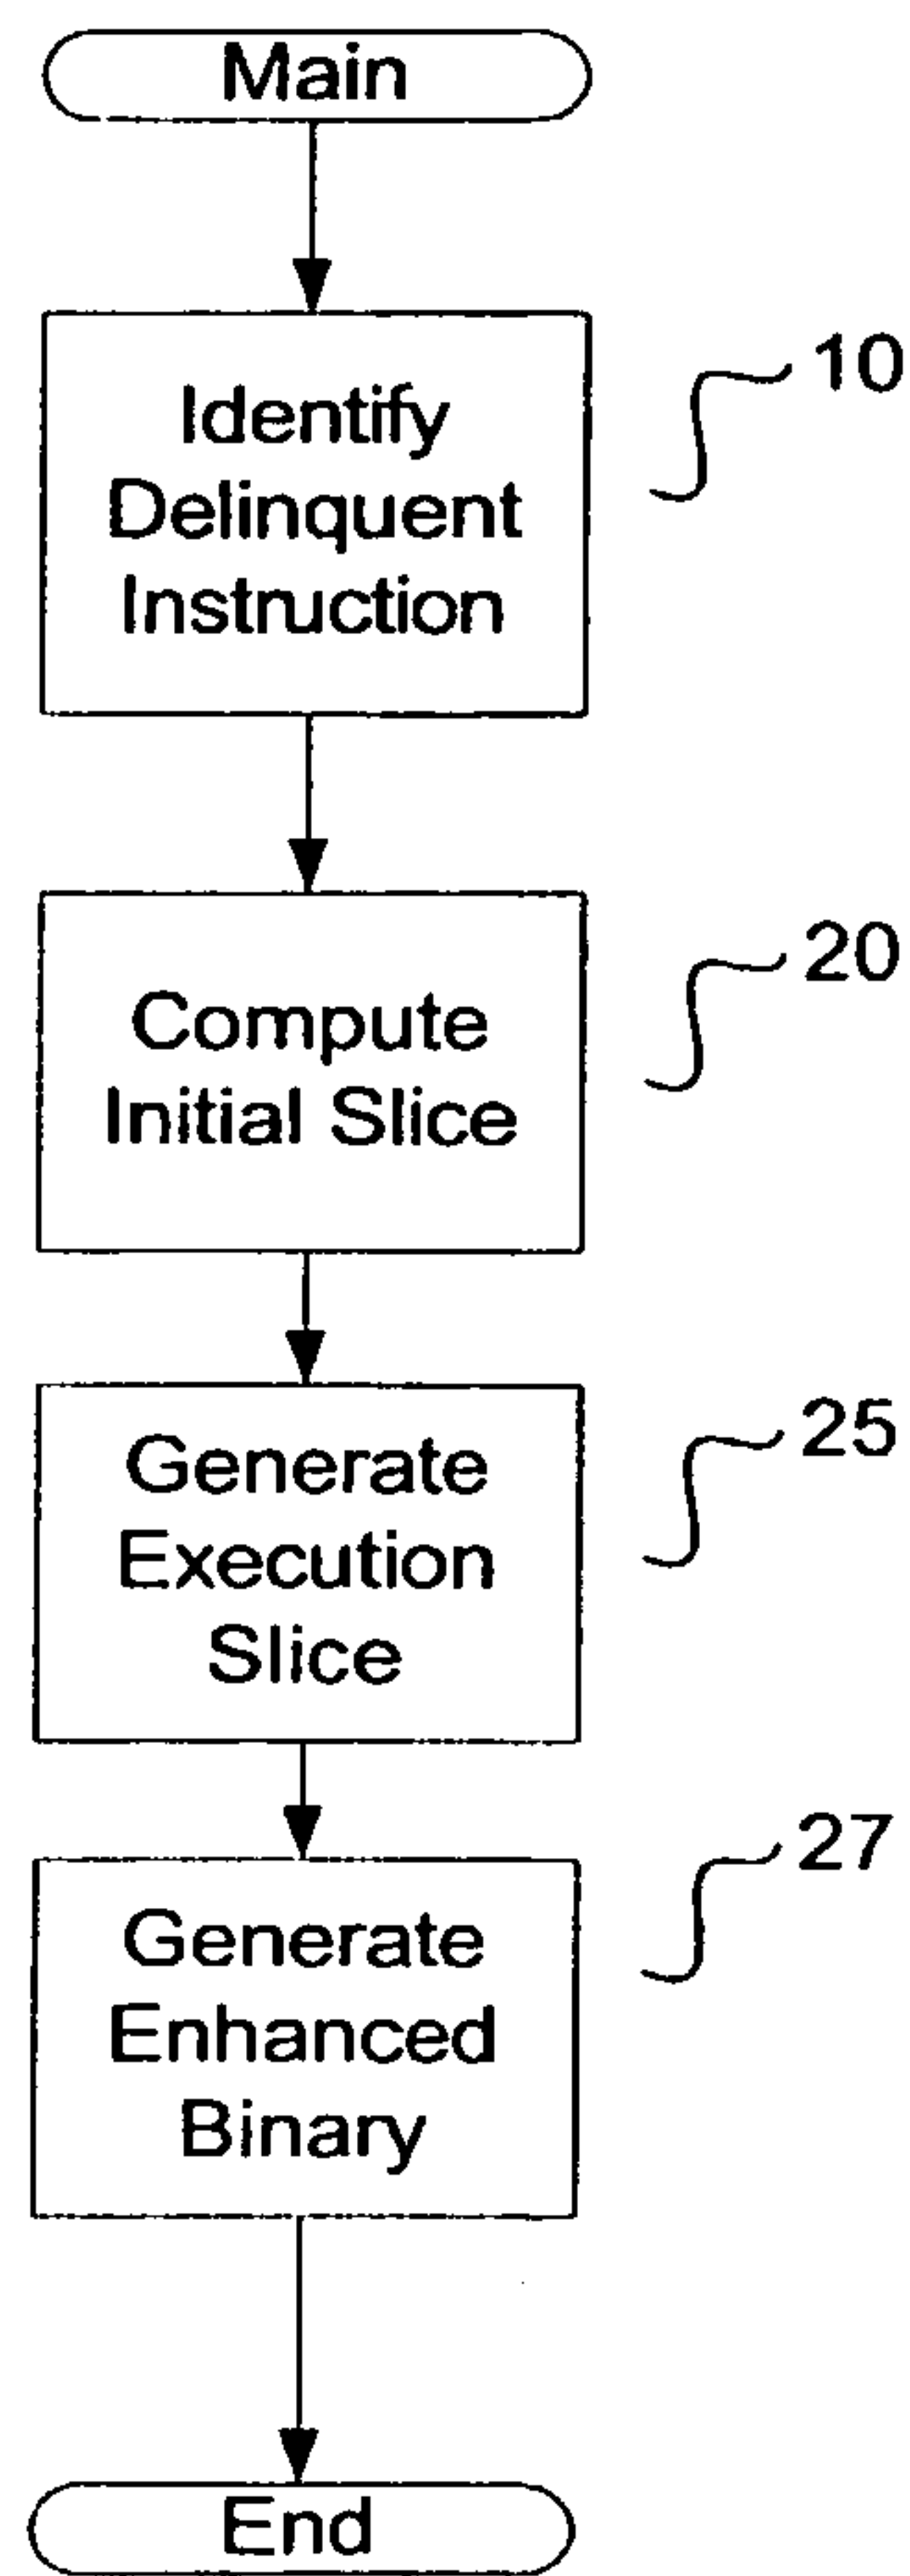 Main
Identify
Delinquent
Instruction
10
Compute
Initial Slice
20
Generate
Execution
Slice
25
Generate
Enhanced
Binary
27
End